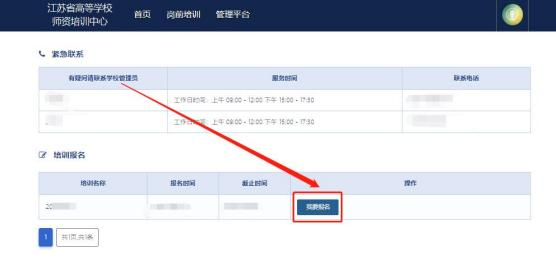 江苏省高等学校
师资培训中心
首页 岗前培训 管理平台
紧急联系
有疑问请联系学校管理员 服务时间 联系电话
工作日时间：上午 09:00 - 12:00 下午 15:00 - 17:30
工作日时间：上午 09:00 - 12:00 下午 15:00 - 17:30
培训报名
培训名称 报名时间 截止时间 操作
20
我要报名
1 共1页,共1条